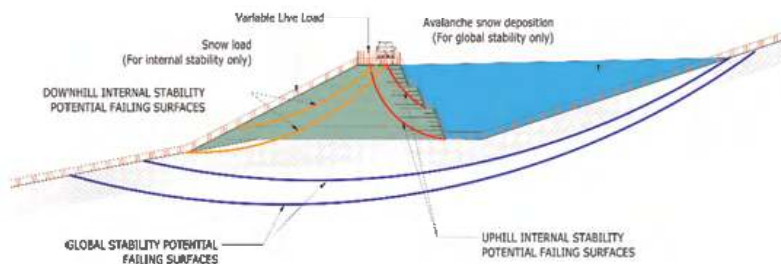 Variable Live Load
Avalanche snow deposition
(For global stability only)
Snow load
(For internal stability only)
DOWNHILL INTERNAL STABILITY
POTENTIAL FAILING SURFACES
GLOBAL STABILITY POTENTIAL
FAILING SURFACES
UPHILL INTERNAL STABILITY
POTENTIAL FAILING SURFACES